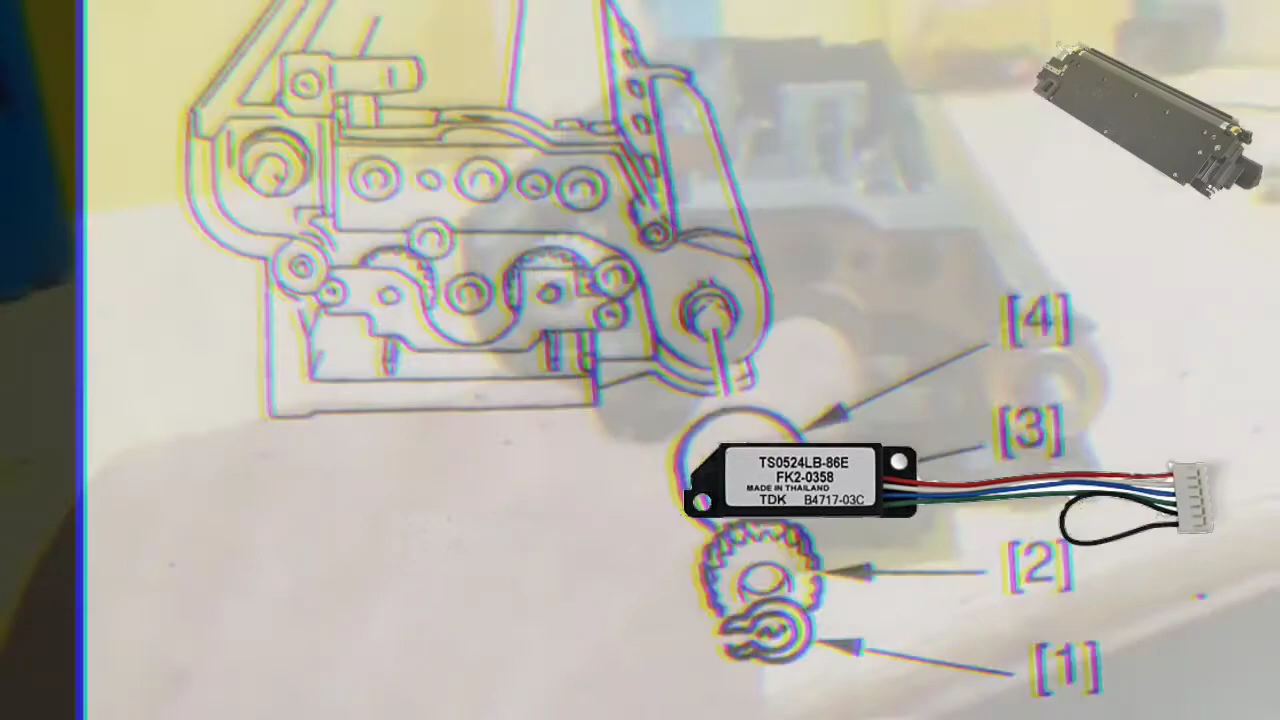 [4]
[3]
TS0524LB-86E
FK2-0358
MADE IN THAILAND
TDK B4717-03C
[2]
[1]